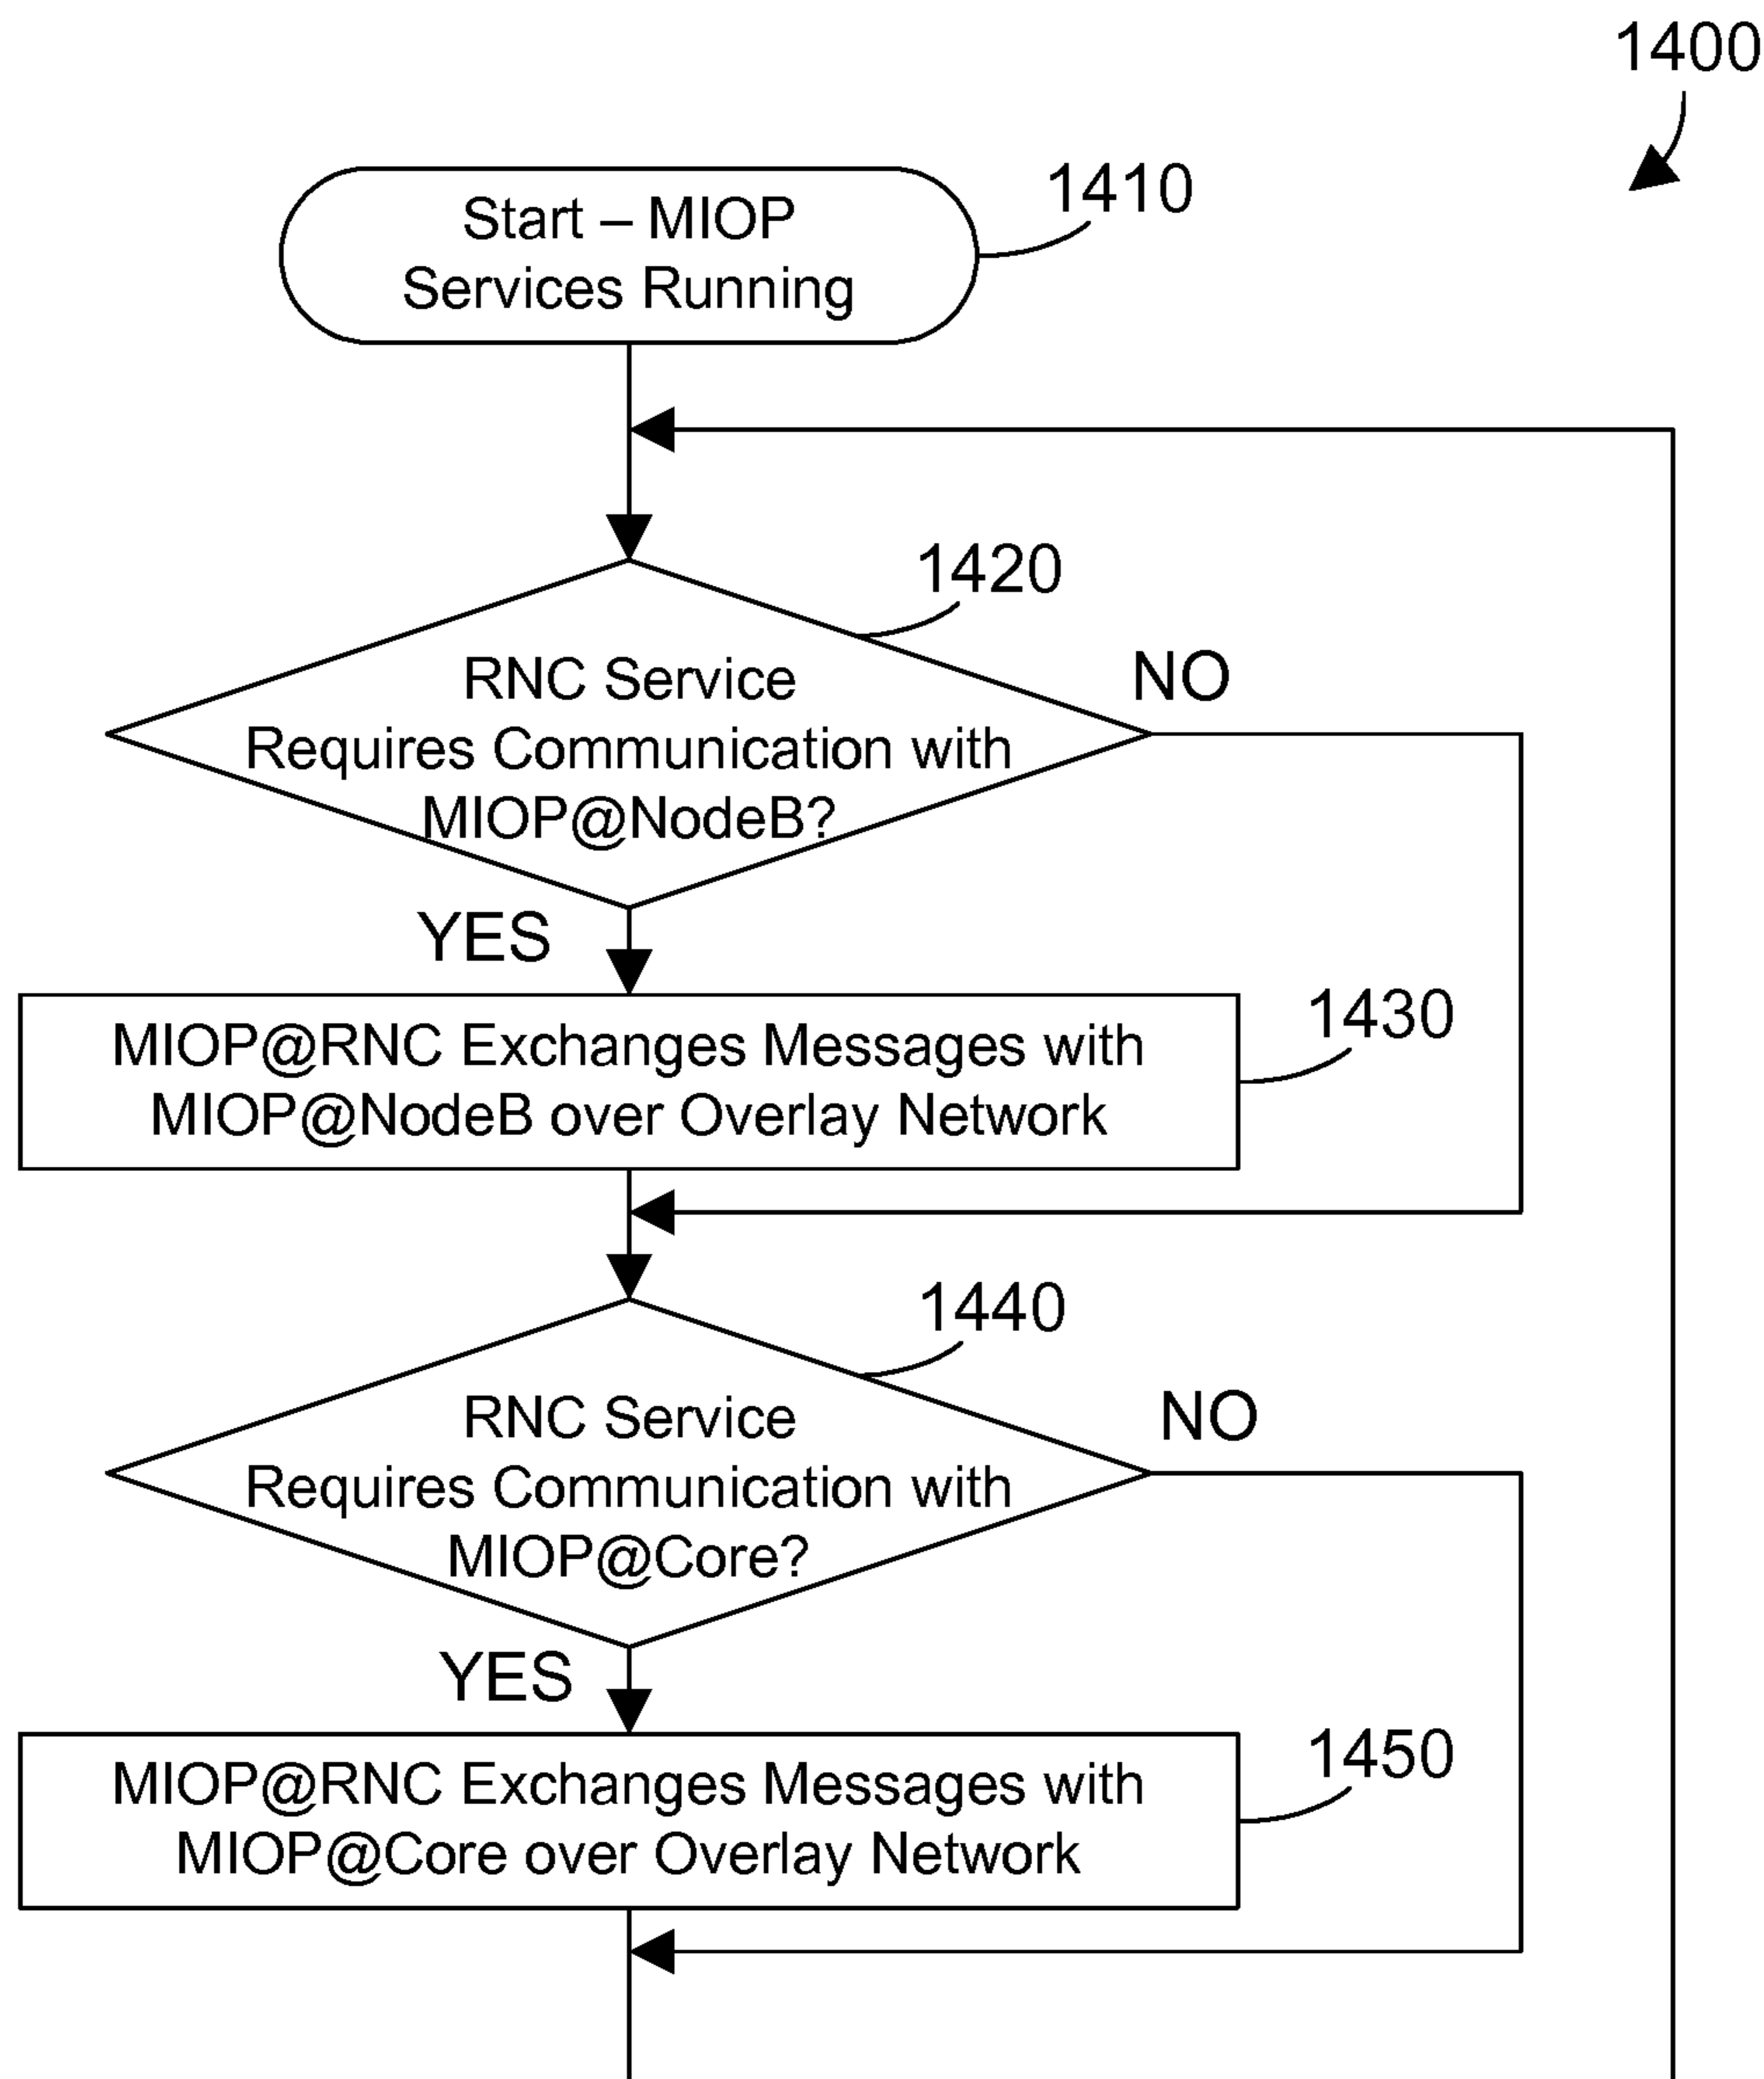 1400
Start – MIOP
Services Running
1410
1420
RNC Service
Requires Communication with
MIOP@NodeB?
NO
YES
1430
MIOP@RNC Exchanges Messages with
MIOP@NodeB over Overlay Network
1440
RNC Service
Requires Communication with
MIOP@Core?
NO
YES
1450
MIOP@RNC Exchanges Messages with
MIOP@Core over Overlay Network